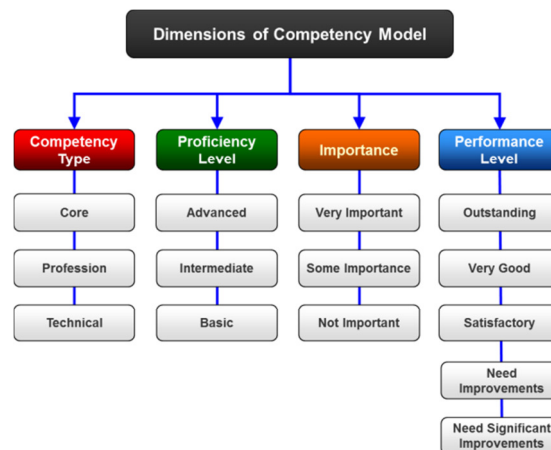 Dimensions of Competency Model
Competency
Type
Proficiency
Level
Importance
Performance
Level
Core
Advanced
Very Important
Outstanding
Profession
Intermediate
Some Importance
Very Good
Technical
Basic
Not Important
Satisfactory
Need
Improvements
Need Significant
Improvements